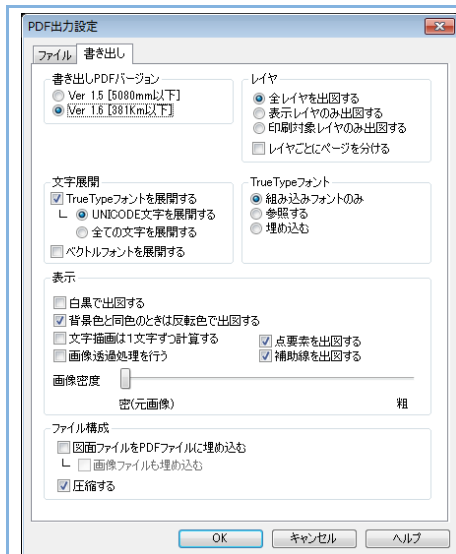 PDF出力設定
ファイル 書き出し
書き出しPDFバージョン
Ver 1.5 [5080mm以下]
Ver 1.6 [381Km以下]
レイヤ
全レイヤを出図する
表示レイヤのみ出図する
印刷対象レイヤのみ出図する
レイヤごとにページを分ける
文字展開
TrueTypeフォントを展開する
UNICODE文字を展開する
全ての文字を展開する
ベクトルフォントを展開する
TrueTypeフォント
組み込みフォントのみ
参照する
埋め込む
表示
白黒で出図する
背景色と同色のときは反転色で出図する
文字描画は1文字ずつ計算する
画像透過処理を行う
点要素を出図する
補助線を出図する
画像密度
密(元画像) 粗
ファイル構成
図面ファイルをPDFファイルに埋め込む
画像ファイルも埋め込む
圧縮する
OK キャンセル ヘルプ